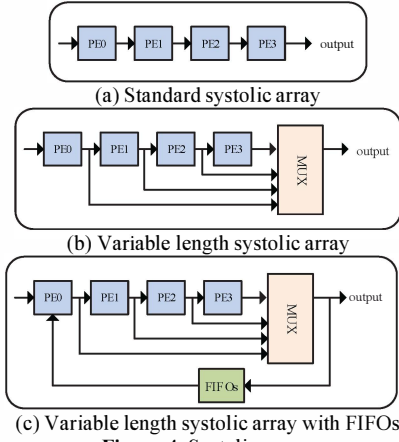 PE0 PE1 PE2 PE3 output
(a) Standard systolic array
PE0 PE1 PE2 PE3 MUX output
(b) Variable length systolic array
PE0 PE1 PE2 PE3 MUX output
FIFOs
(c) Variable length systolic array with FIFOs